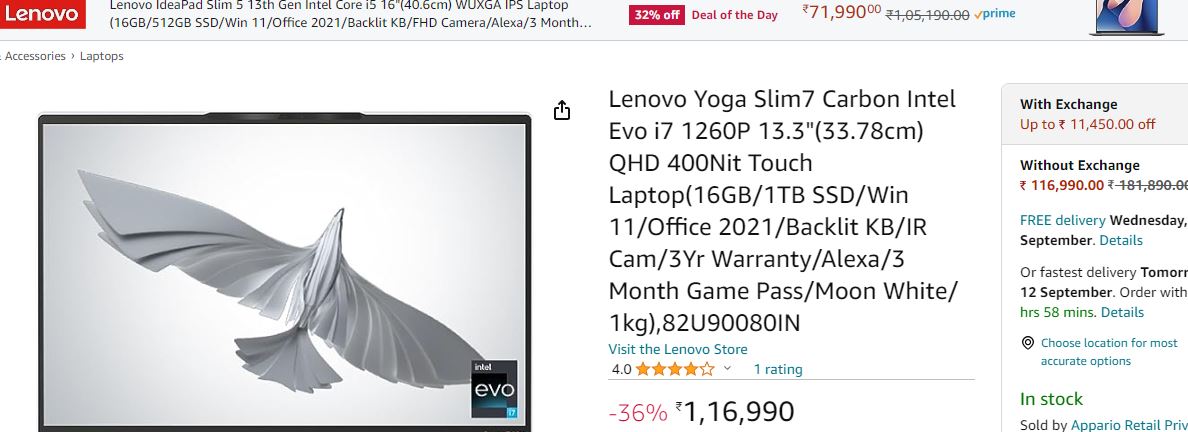 Lenovo
Lenovo IdeaPad Slim 5 13th Gen Intel Core i5 16"(40.6cm) WUXGA IPS Laptop
(16GB/512GB SSD/Win 11/Office 2021/Backlit KB/FHD Camera/Alexa/3 Month...
32% off Deal of the Day ₹71,99000 ₹1,05,190.00 prime
Accessories › Laptops
Lenovo Yoga Slim7 Carbon Intel
Evo i7 1260P 13.3"(33.78cm)
QHD 400Nit Touch
Laptop(16GB/1TB SSD/Win
11/Office 2021/Backlit KB/IR
Cam/3Yr Warranty/Alexa/3
Month Game Pass/Moon White/
1kg),82U90080IN
Visit the Lenovo Store
4.0 1 rating
-36% ₹1,16,990
intel
evo
i7
With Exchange
Up to ₹ 11,450.00 off
Without Exchange
₹ 116,990.00 ₹ 181,890.00
FREE delivery Wednesday,
September. Details
Or fastest delivery Tomorr
12 September. Order with
hrs 58 mins. Details
Choose location for most
accurate options
In stock
Sold by Appario Retail Priv